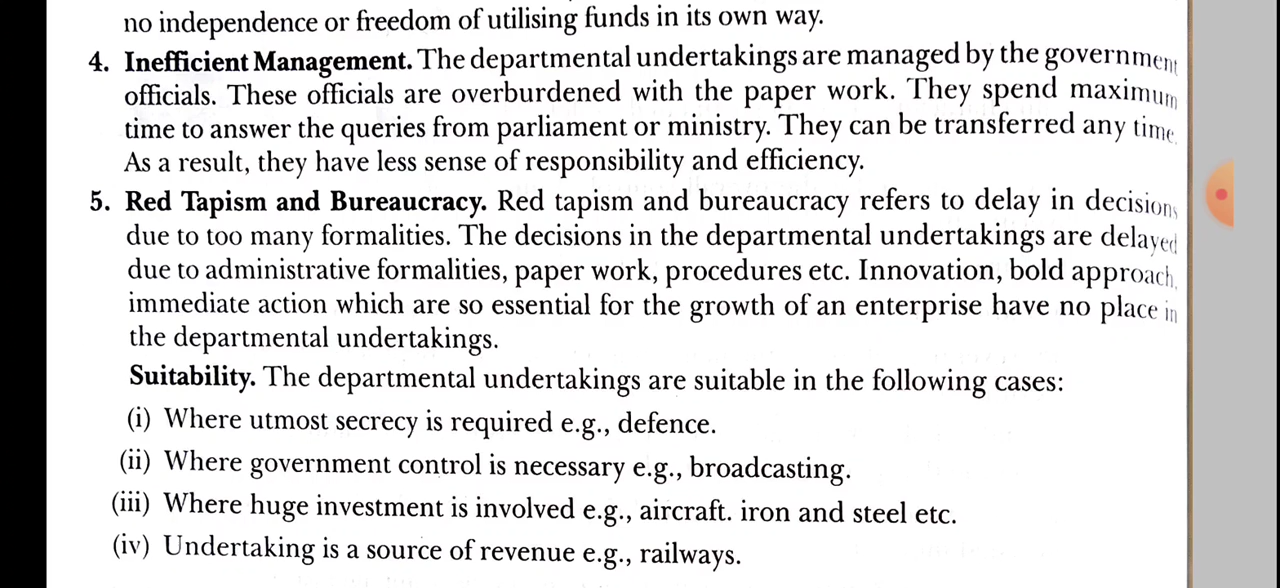 no independence or freedom of utilising funds in its own way.
4. Inefficient Management. The departmental undertakings are managed by the government
officials. These officials are overburdened with the paper work. They spend maximum
time to answer the queries from parliament or ministry. They can be transferred any time.
As a result, they have less sense of responsibility and efficiency.
5. Red Tapism and Bureaucracy. Red tapism and bureaucracy refers to delay in decisions
due to too many formalities. The decisions in the departmental undertakings are delayed
due to administrative formalities, paper work, procedures etc. Innovation, bold approach,
immediate action which are so essential for the growth of an enterprise have no place in
the departmental undertakings.
Suitability. The departmental undertakings are suitable in the following cases:
(i) Where utmost secrecy is required e.g., defence.
(ii) Where government control is necessary e.g., broadcasting.
(iii) Where huge investment is involved e.g., aircraft. iron and steel etc.
(iv) Undertaking is a source of revenue e.g., railways.